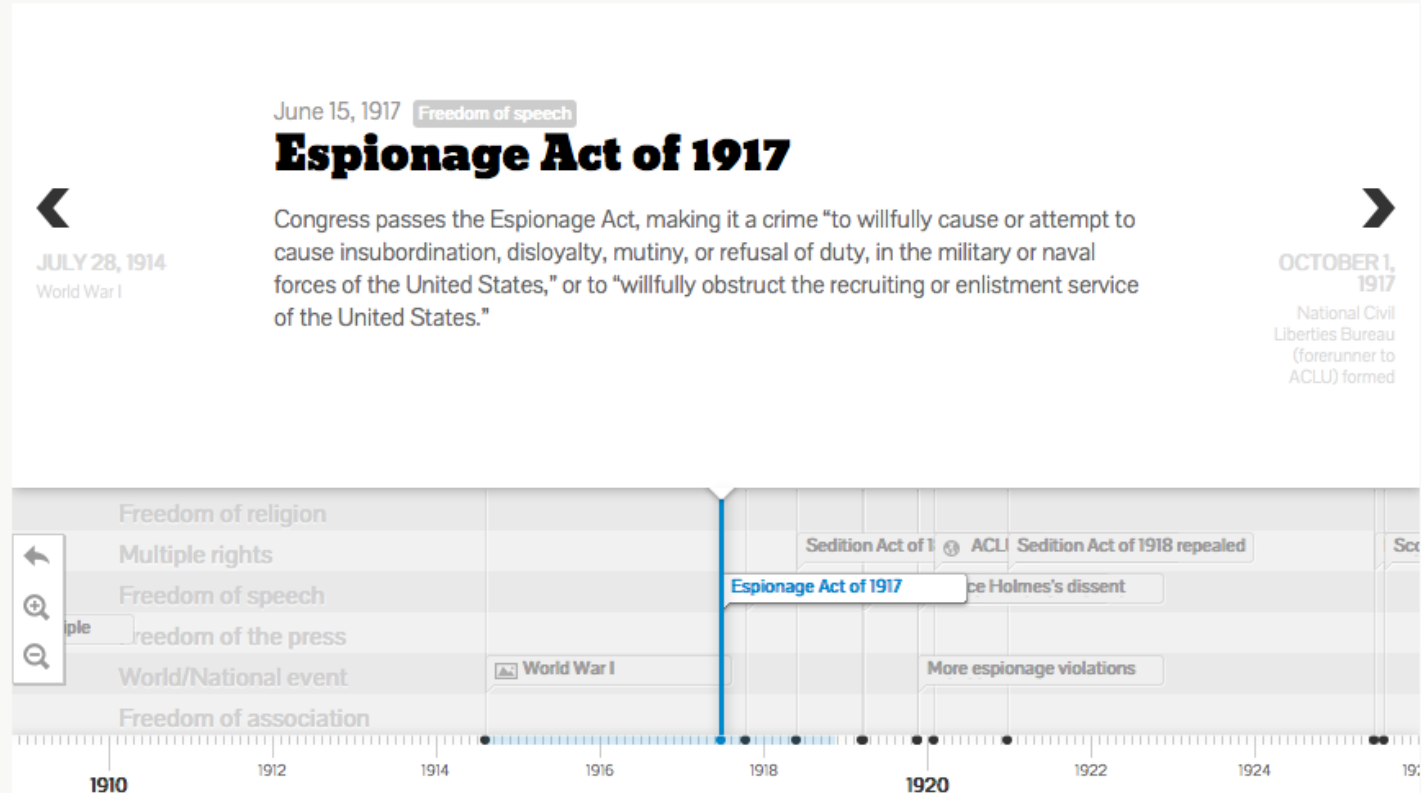 June 15, 1917 Freedom of speech
Espionage Act of 1917
Congress passes the Espionage Act, making it a crime “to willfully cause or attempt to
cause insubordination, disloyalty, mutiny, or refusal of duty, in the military or naval
forces of the United States,” or to “willfully obstruct the recruiting or enlistment service
of the United States.”
JULY 28, 1914
World War I
OCTOBER 1,
1917
National Civil
Liberties Bureau
(forerunner to
ACLU) formed
Freedom of religion
Multiple rights
Sedition Act of 1
ACLU
Sedition Act of 1918 repealed
Sco
Freedom of speech
Espionage Act of 1917
ce Holmes's dissent
iple
reedom of the press
World/National event
World War I
More espionage violations
Freedom of association
1910 1912 1914 1916 1918 1920 1922 1924 192